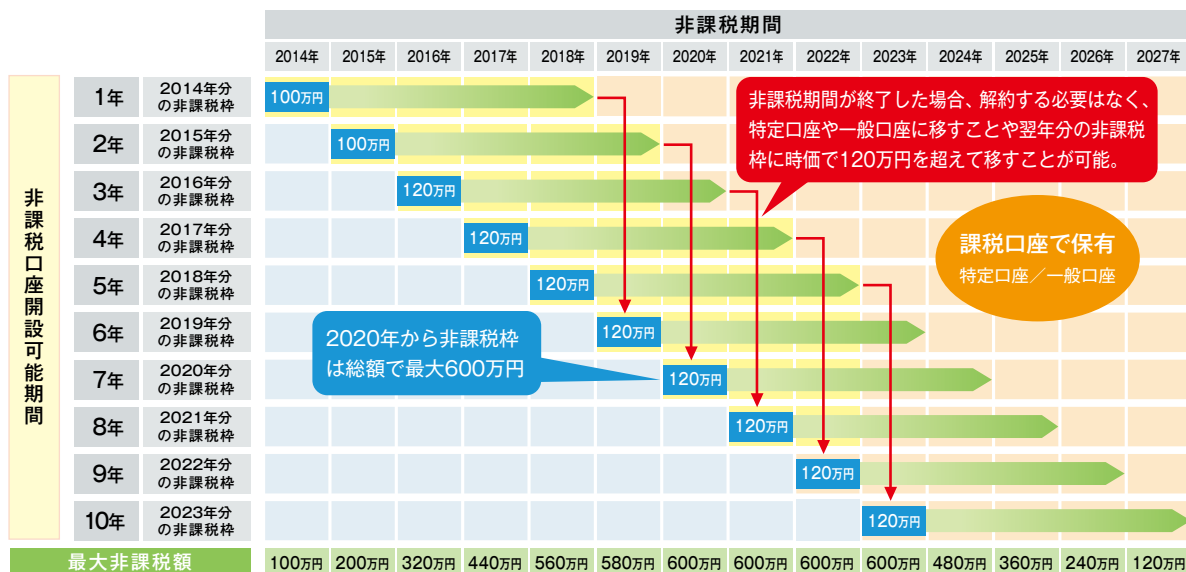 非課税期間
2014年 2015年 2016年 2017年 2018年 2019年 2020年 2021年 2022年 2023年 2024年 2025年 2026年 2027年
非課税口座開設可能期間
1年 2014年分
の非課税枠
100万円
2年 2015年分
の非課税枠
100万円
3年 2016年分
の非課税枠
120万円
4年 2017年分
の非課税枠
120万円
5年 2018年分
の非課税枠
120万円
6年 2019年分
の非課税枠
120万円
7年 2020年分
の非課税枠
120万円
8年 2021年分
の非課税枠
120万円
9年 2022年分
の非課税枠
120万円
10年 2023年分
の非課税枠
120万円
非課税期間が終了した場合、解約する必要はなく、
特定口座や一般口座に移すことや翌年分の非課税
枠に時価で120万円を超えて移すことが可能。
課税口座で保有
特定口座／一般口座
2020年から非課税枠
は総額で最大600万円
最大非課税額 100万円 200万円 320万円 440万円 560万円 580万円 600万円 600万円 600万円 600万円 480万円 360万円 240万円 120万円